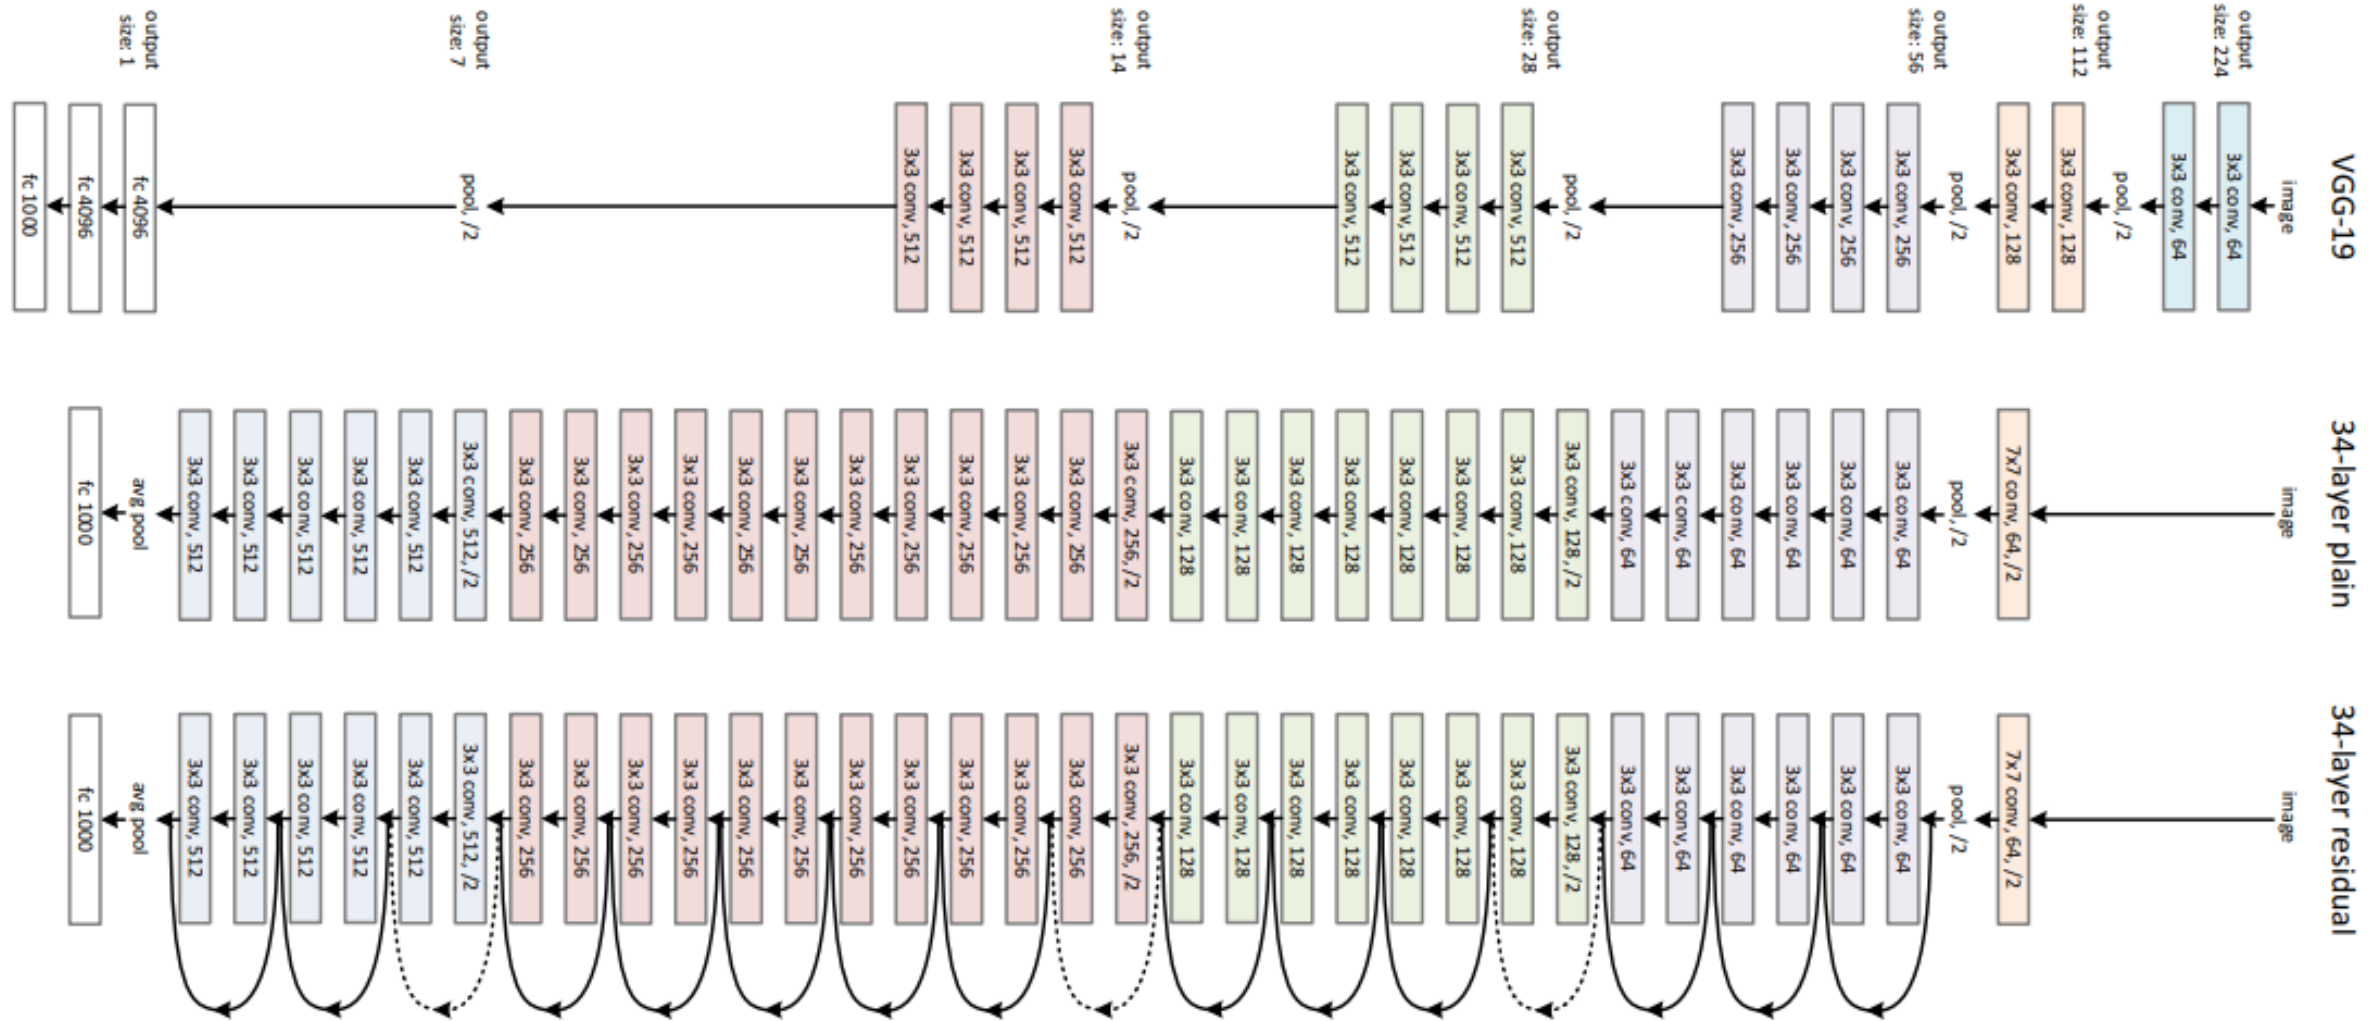 output
size: 224
output
size: 112
output
size: 56
output
size: 28
output
size: 14
output
size: 7
output
size: 1
VGG-19
image
3x3 conv, 64
3x3 conv, 64
pool, /2
3x3 conv, 128
3x3 conv, 128
pool, /2
3x3 conv, 256
3x3 conv, 256
3x3 conv, 256
3x3 conv, 256
pool, /2
3x3 conv, 512
3x3 conv, 512
3x3 conv, 512
3x3 conv, 512
pool, /2
3x3 conv, 512
3x3 conv, 512
3x3 conv, 512
3x3 conv, 512
pool, /2
fc 4096
fc 4096
fc 1000
34-layer plain
image
7x7 conv, 64, /2
pool, /2
3x3 conv, 64
3x3 conv, 64
3x3 conv, 64
3x3 conv, 64
3x3 conv, 64
3x3 conv, 64
3x3 conv, 128, /2
3x3 conv, 128
3x3 conv, 128
3x3 conv, 128
3x3 conv, 128
3x3 conv, 128
3x3 conv, 128
3x3 conv, 128
3x3 conv, 256, /2
3x3 conv, 256
3x3 conv, 256
3x3 conv, 256
3x3 conv, 256
3x3 conv, 256
3x3 conv, 256
3x3 conv, 256
3x3 conv, 256
3x3 conv, 256
3x3 conv, 256
3x3 conv, 256
3x3 conv, 512, /2
3x3 conv, 512
3x3 conv, 512
3x3 conv, 512
3x3 conv, 512
3x3 conv, 512
avg pool
fc 1000
34-layer residual
image
7x7 conv, 64, /2
pool, /2
3x3 conv, 64
3x3 conv, 64
3x3 conv, 64
3x3 conv, 64
3x3 conv, 64
3x3 conv, 64
3x3 conv, 128, /2
3x3 conv, 128
3x3 conv, 128
3x3 conv, 128
3x3 conv, 128
3x3 conv, 128
3x3 conv, 128
3x3 conv, 128
3x3 conv, 256, /2
3x3 conv, 256
3x3 conv, 256
3x3 conv, 256
3x3 conv, 256
3x3 conv, 256
3x3 conv, 256
3x3 conv, 256
3x3 conv, 256
3x3 conv, 256
3x3 conv, 256
3x3 conv, 256
3x3 conv, 512, /2
3x3 conv, 512
3x3 conv, 512
3x3 conv, 512
3x3 conv, 512
3x3 conv, 512
avg pool
fc 1000